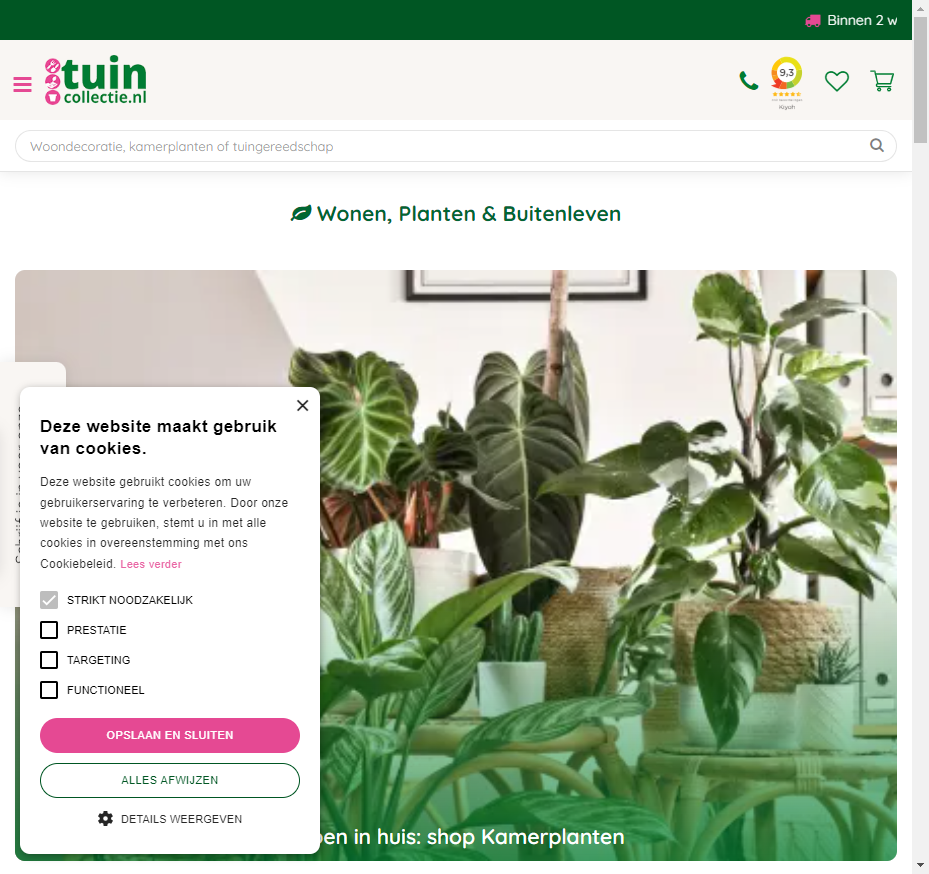 Binnen 2 w
tuin
collectie.nl
9,3
Kiyoh
Woondecoratie, kamerplanten of tuingereedschap
Wonen, Planten & Buitenleven
Deze website maakt gebruik
van cookies.
Deze website gebruikt cookies om uw
gebruikerservaring te verbeteren. Door onze
website te gebruiken, stemt u in met alle
cookies in overeenstemming met ons
Cookiebeleid. Lees verder
STRIKT NOODZAKELIJK
PRESTATIE
TARGETING
FUNCTIONEEL
OPSLAAN EN SLUITEN
ALLES AFWIJZEN
DETAILS WEERGEVEN
en in huis: shop Kamerplanten